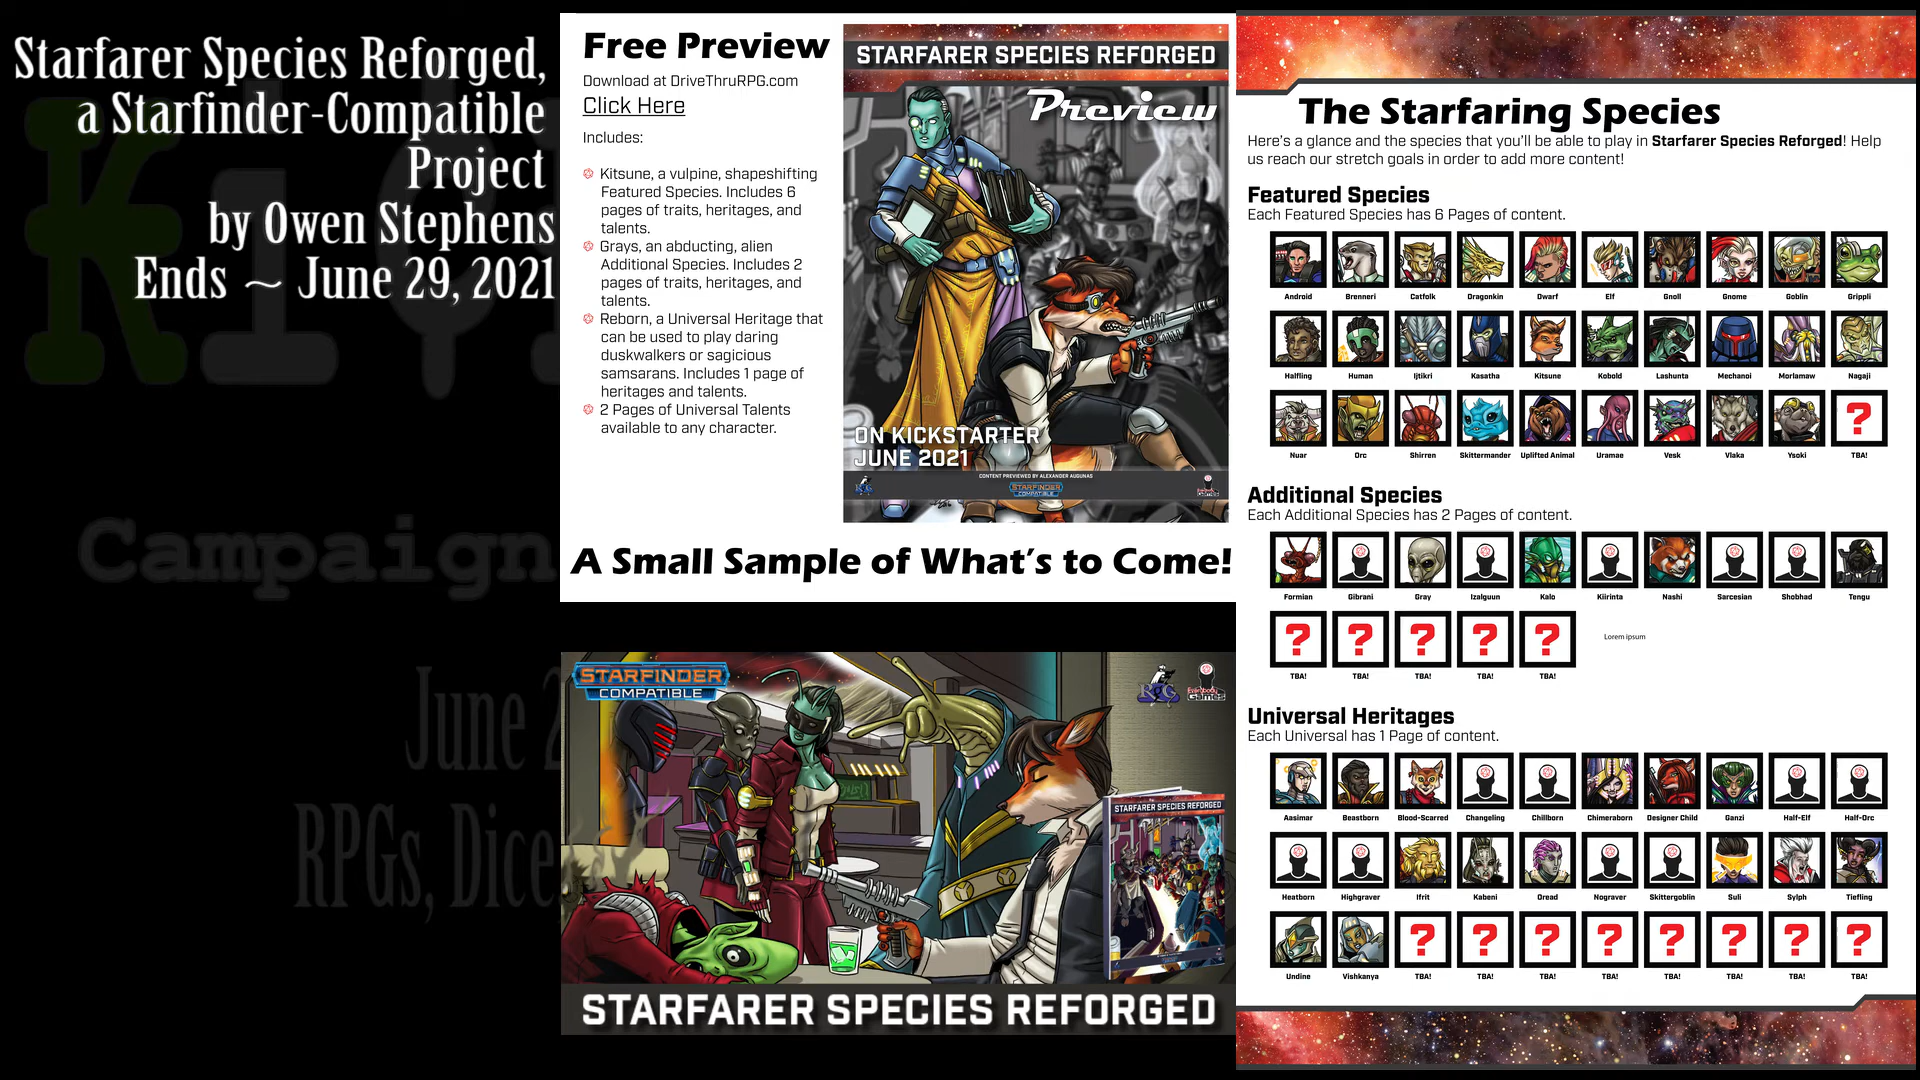 Starfarer Species Reforged,
a Starfinder-Compatible
Project
by Owen Stephens
Ends ~ June 29, 2021
Campaign
June 2
RPGs, Dice,
Free Preview
Download at DriveThruRPG.com
Click Here
Includes:
Kitsune, a vulpine, shapeshifting
Featured Species. Includes 6
pages of traits, heritages, and
talents.
Grays, an abducting, alien
Additional Species. Includes 2
pages of traits, heritages, and
talents.
Reborn, a Universal Heritage that
can be used to play daring
duskwalkers or sagicious
samsarans. Includes 1 page of
heritages and talents.
2 Pages of Universal Talents
available to any character.
STARFARER SPECIES REFORGED
Preview
ON KICKSTARTER
JUNE 2021
CONTENT PREVIEWED BY ALEXANDER AUGUNAS
STARFINDER
COMPATIBLE
A Small Sample of What's to Come!
STARFINDER
COMPATIBLE
RPG
Everybody
Games
STARFARER SPECIES REFORGED
STARFARER SPECIES REFORGED
The Starfaring Species
Here's a glance and the species that you'll be able to play in Starfarer Species Reforged! Help
us reach our stretch goals in order to add more content!
Featured Species
Each Featured Species has 6 Pages of content.
Android Brenneri Catfolk Dragonkin Dwarf Elf Gnoll Gnome Goblin Grippli
Halfling Human Ijtikri Kasatha Kitsune Kobold Lashunta Mechanoi Morlamaw Nagaji
?
Nuar Orc Shirren Skittermander Uplifted Animal Uramae Vesk Vlaka Ysoki TBA!
Additional Species
Each Additional Species has 2 Pages of content.
Formian Gibrani Gray Izalguun Kalo Kiirinta Nashi Sarcesian Shobhad Tengu
? ? ? ? ? Lorem ipsum
TBA! TBA! TBA! TBA! TBA!
Universal Heritages
Each Universal has 1 Page of content.
Aasimar Beastborn Blood-Scarred Changeling Chillborn Chimeraborn Designer Child Ganzi Half-Elf Half-Orc
Heatborn Highgraver Ifrit Kabeni Oread Nograver Skittergoblin Suli Sylph Tiefling
? ? ? ? ? ? ? ?
Undine Vishkanya TBA! TBA! TBA! TBA! TBA! TBA! TBA! TBA!